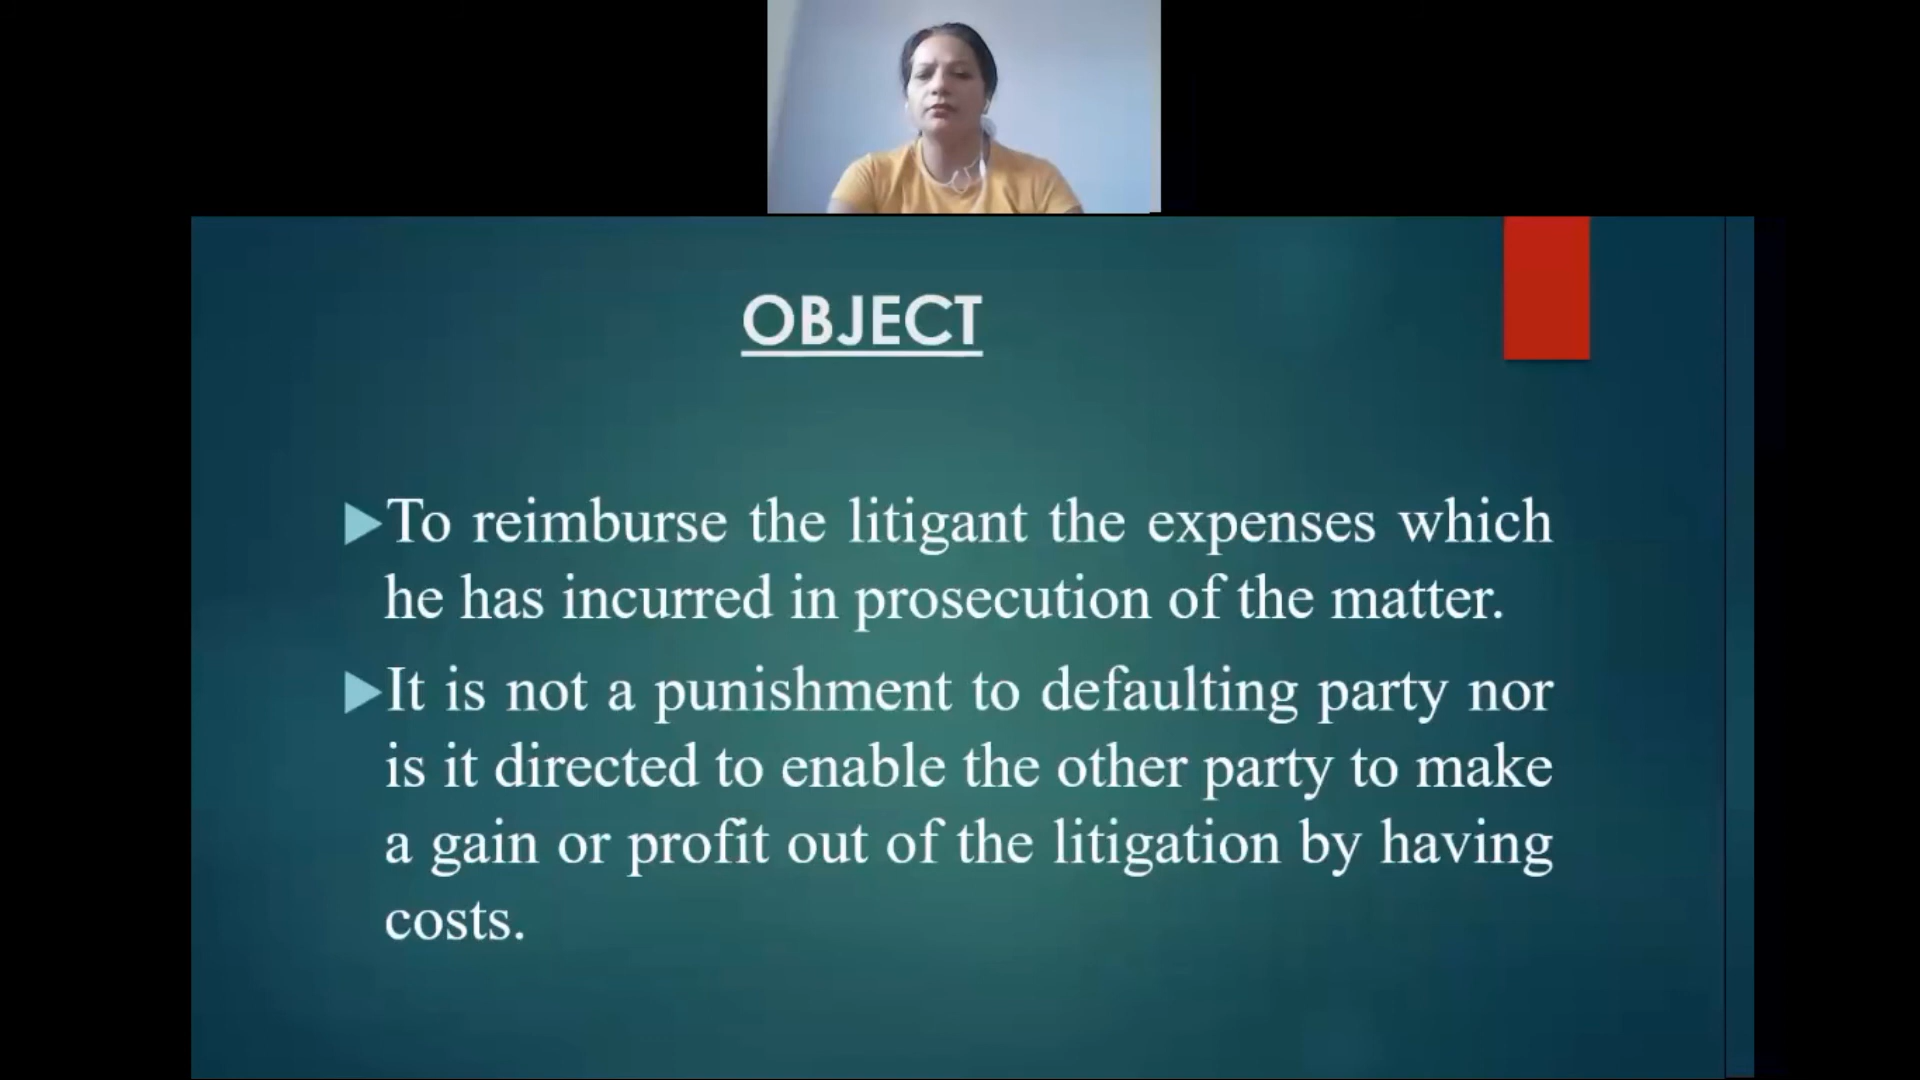 OBJECT
To reimburse the litigant the expenses which
he has incurred in prosecution of the matter.
It is not a punishment to defaulting party nor
is it directed to enable the other party to make
a gain or profit out of the litigation by having
costs.